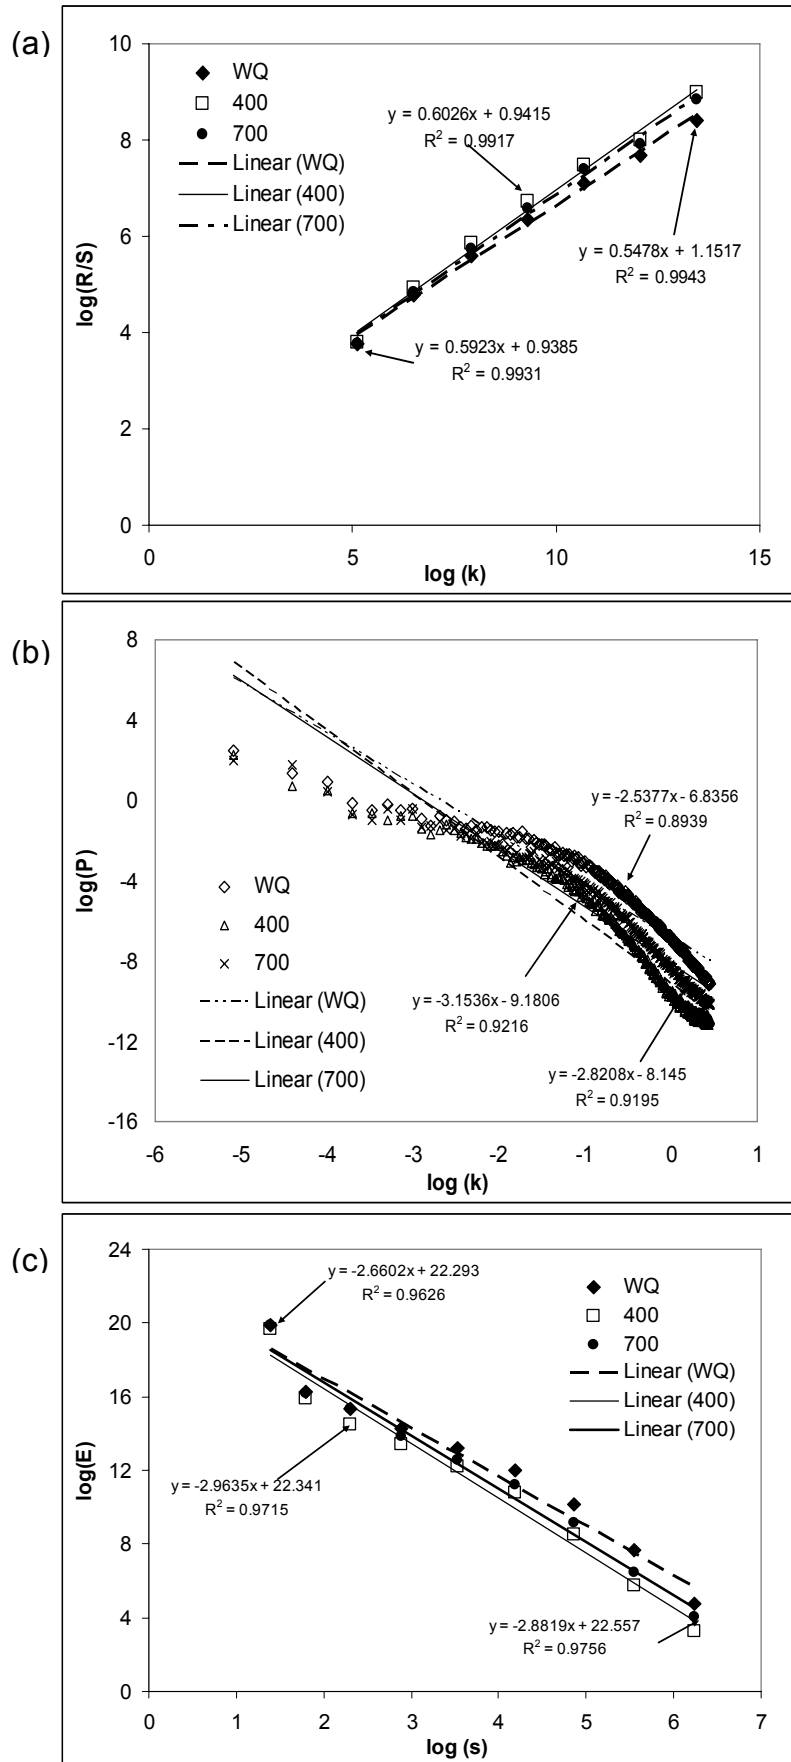 (a)
10
8
6
4
2
0
0 5 10 15
log(R/S)
log (k)
WQ
400
700
Linear (WQ)
Linear (400)
Linear (700)
y = 0.6026x + 0.9415
R² = 0.9917
y = 0.5478x + 1.1517
R² = 0.9943
y = 0.5923x + 0.9385
R² = 0.9931
(b)
8
4
0
-4
-8
-12
-16
-6 -5 -4 -3 -2 -1 0 1
log(P)
log (k)
y = -2.5377x - 6.8356
R² = 0.8939
WQ
400
700
Linear (WQ)
Linear (400)
Linear (700)
y = -3.1536x - 9.1806
R² = 0.9216
y = -2.8208x - 8.145
R² = 0.9195
(c)
24
20
16
12
8
4
0
0 1 2 3 4 5 6 7
log(E)
log (s)
y = -2.6602x + 22.293
R² = 0.9626
WQ
400
700
Linear (WQ)
Linear (400)
Linear (700)
y = -2.9635x + 22.341
R² = 0.9715
y = -2.8819x + 22.557
R² = 0.9756